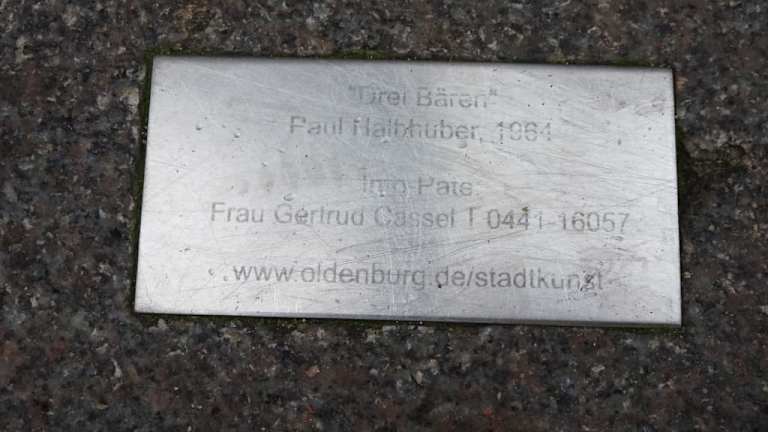 "Drei Bären"
Paul Halbhuber, 1964
Info-Pate:
Frau Gertrud Cassel T 0441-16057
www.oldenburg.de/stadtkunst